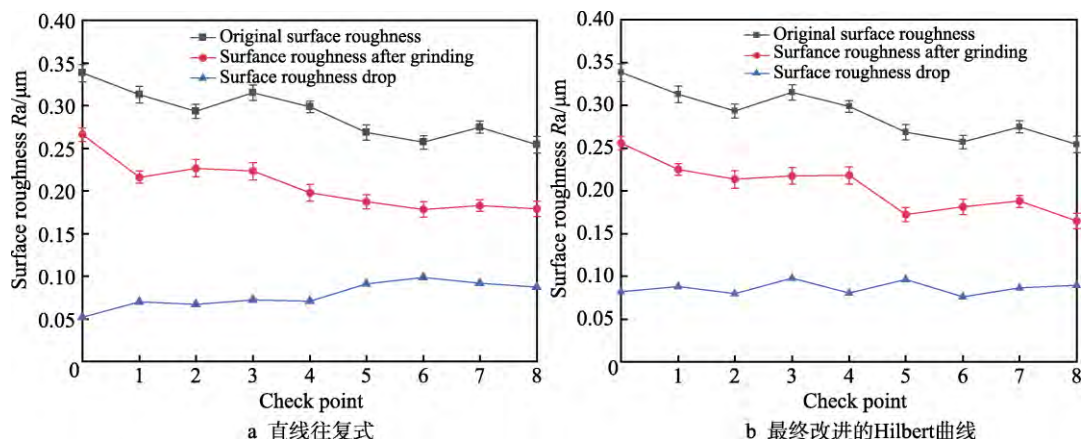 0.40
0.35
0.30
0.25
0.20
0.15
0.10
0.05
0
1
2
3
4
5
6
7
8
Surface roughness Ra/μm
Original surface roughness
Surfance roughness after grinding
Surface roughness drop
Check point
a 直线往复式
0.40
0.35
0.30
0.25
0.20
0.15
0.10
0.05
0
1
2
3
4
5
6
7
8
Surface roughness Ra/μm
Original surface roughness
Surfance roughness after grinding
Surface roughness drop
Check point
b 最终改进的Hilbert曲线